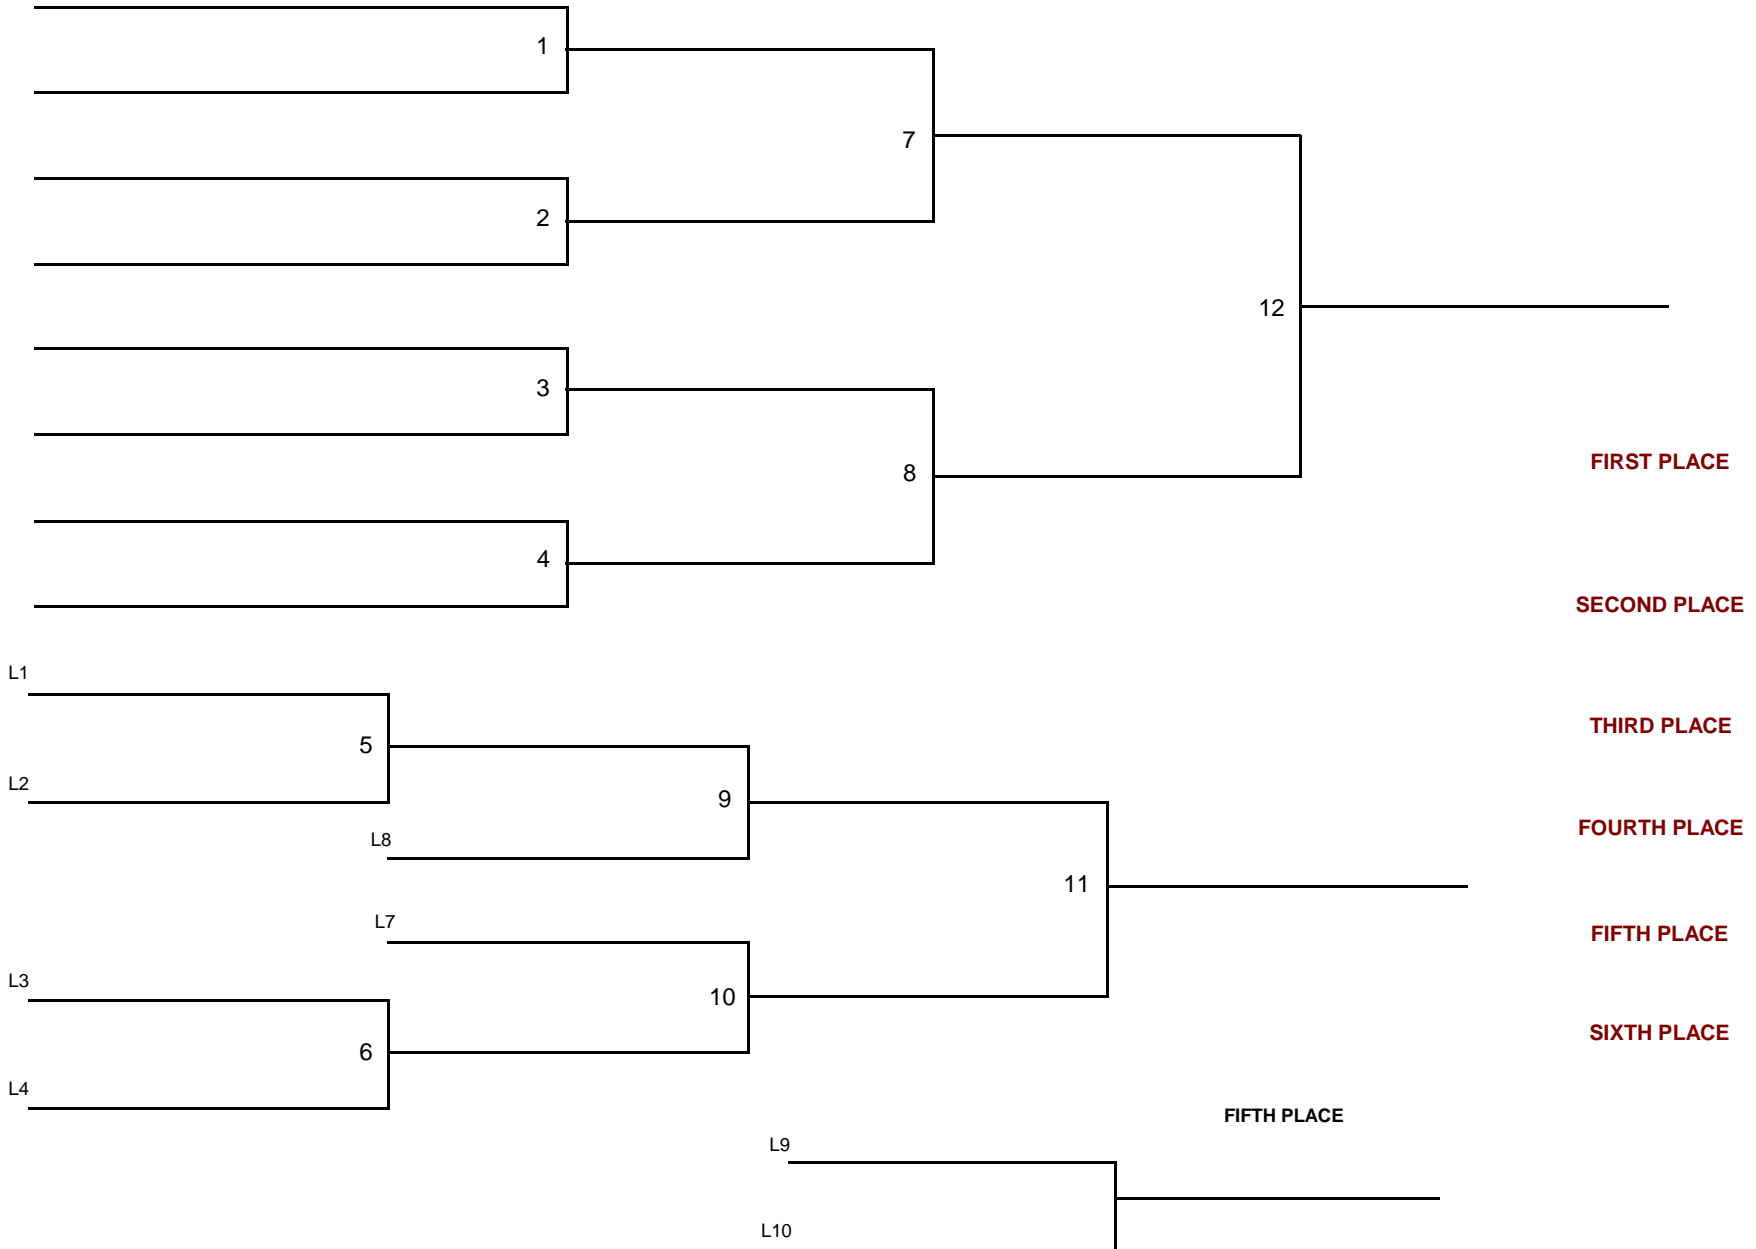 1
7
2
12
3
8
FIRST PLACE
4
SECOND PLACE
L1
THIRD PLACE
5
L2
9
FOURTH PLACE
L8
11
L7
FIFTH PLACE
L3
10
SIXTH PLACE
6
L4
FIFTH PLACE
L9
L10